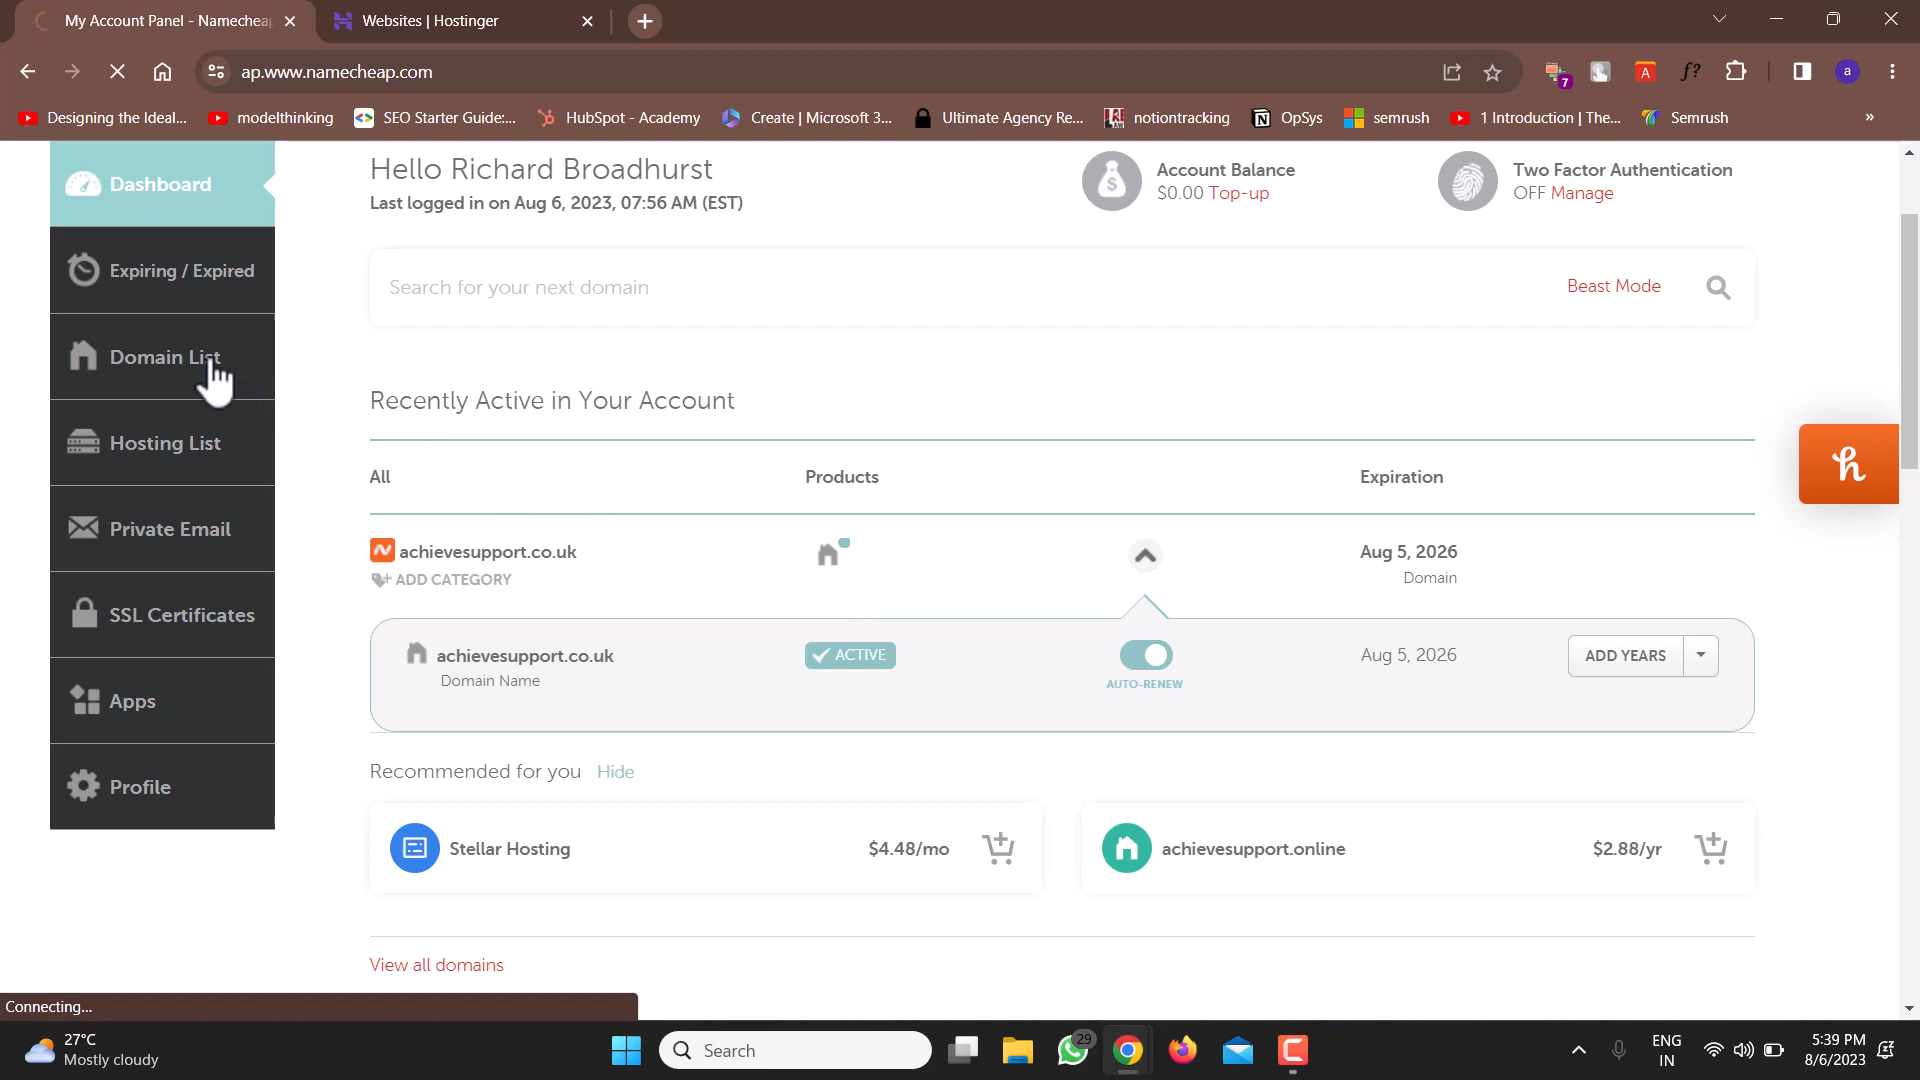 My Account Panel - Namecheap
Websites | Hostinger
ap.www.namecheap.com
7
A
f?
a
Designing the Ideal...
modelthinking
SEO Starter Guide:...
HubSpot - Academy
Create | Microsoft 3...
Ultimate Agency Re...
notiontracking
OpSys
semrush
1 Introduction | The...
Semrush
»
Dashboard
Expiring / Expired
Domain List
Hosting List
Private Email
SSL Certificates
Apps
Profile
Hello Richard Broadhurst
Last logged in on Aug 6, 2023, 07:56 AM (EST)
Account Balance
$0.00 Top-up
Two Factor Authentication
OFF Manage
Search for your next domain
Beast Mode
Recently Active in Your Account
All Products Expiration
achievesupport.co.uk
ADD CATEGORY
Aug 5, 2026
Domain
achievesupport.co.uk
Domain Name
ACTIVE
AUTO-RENEW
Aug 5, 2026
ADD YEARS
Recommended for you Hide
Stellar Hosting $4.48/mo
achievesupport.online $2.88/yr
View all domains
Connecting...
27°C
Mostly cloudy
Search
29
ENG
IN
5:39 PM
8/6/2023